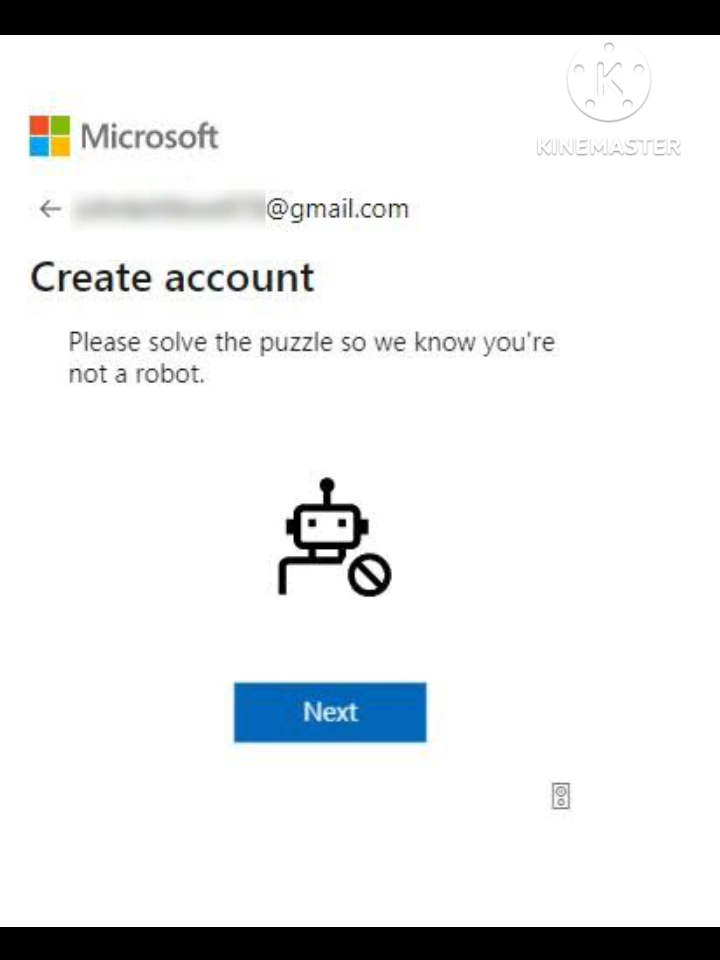 KINEMASTER
Microsoft
@gmail.com
Create account
Please solve the puzzle so we know you're
not a robot.
Next